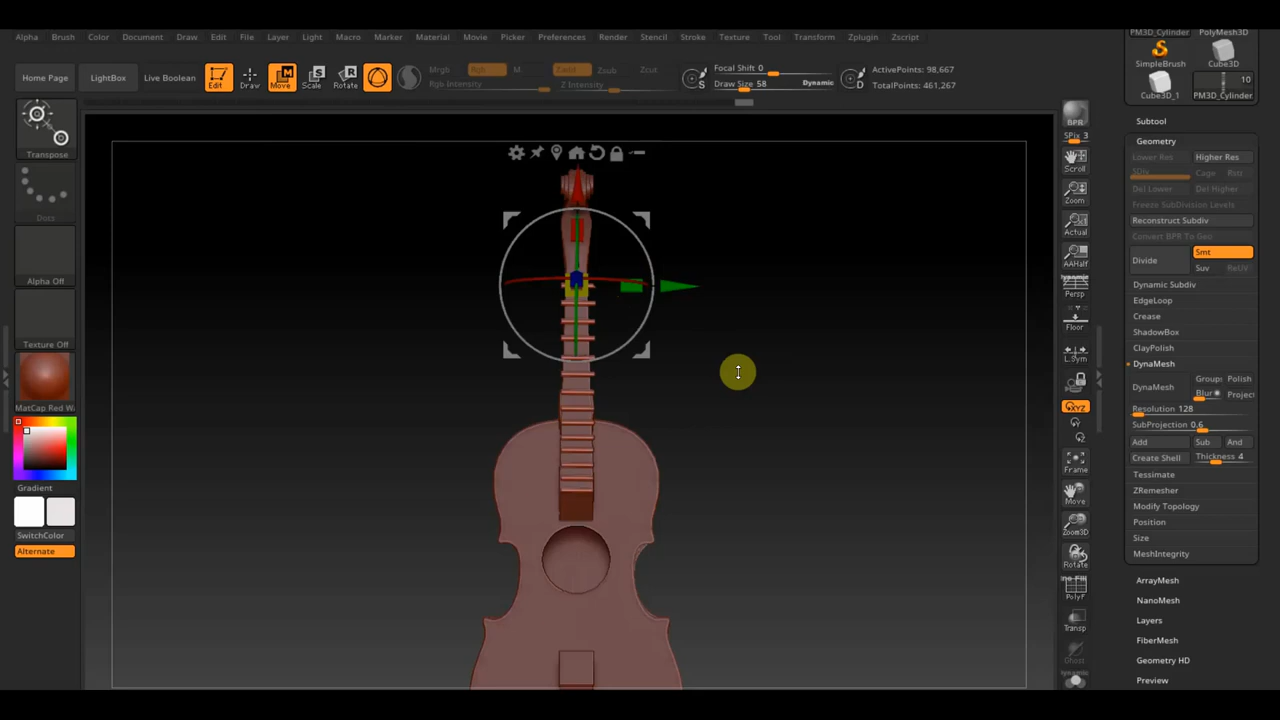 PM3D_Cylinder PolyMesh3D
Alpha Brush Color Document Draw Edit File Layer Light Macro Marker Material Movie Picker Preferences Render Stencil Stroke Texture Tool Transform Zplugin Zscript
SimpleBrush Cube3D
Home Page LightBox Live Boolean Edit Draw Move Scale Rotate
Mrgb Rgb M Zadd Zsub Zcut
Rgb Intensity Z Intensity
Focal Shift 0
Draw Size 58 Dynamic
ActivePoints: 98,667
TotalPoints: 461,267
10
Cube3D_1 PM3D_Cylinder
Transpose
Dots
Alpha Off
Texture Off
MatCap Red Wa
Gradient
SwitchColor
Alternate
BPR
SPix 3
Scroll
Zoom
Actual
AAHalf
Dynamic
Persp
Floor
L.Sym
XYZ
Frame
Move
Zoom3D
Rotate
PolyF
Transp
Ghost
Dynamic
Subtool
Geometry
Lower Res Higher Res
SDiv Cage Rstr
Del Lower Del Higher
Freeze SubDivision Levels
Reconstruct Subdiv
Convert BPR To Geo
Divide Smt
Suv ReUV
Dynamic Subdiv
EdgeLoop
Crease
ShadowBox
ClayPolish
DynaMesh
DynaMesh Groups Polish
Blur Project
Resolution 128
SubProjection 0.6
Add Sub And
Create Shell Thickness 4
Tessimate
ZRemesher
Modify Topology
Position
Size
MeshIntegrity
ArrayMesh
NanoMesh
Layers
FiberMesh
Geometry HD
Preview